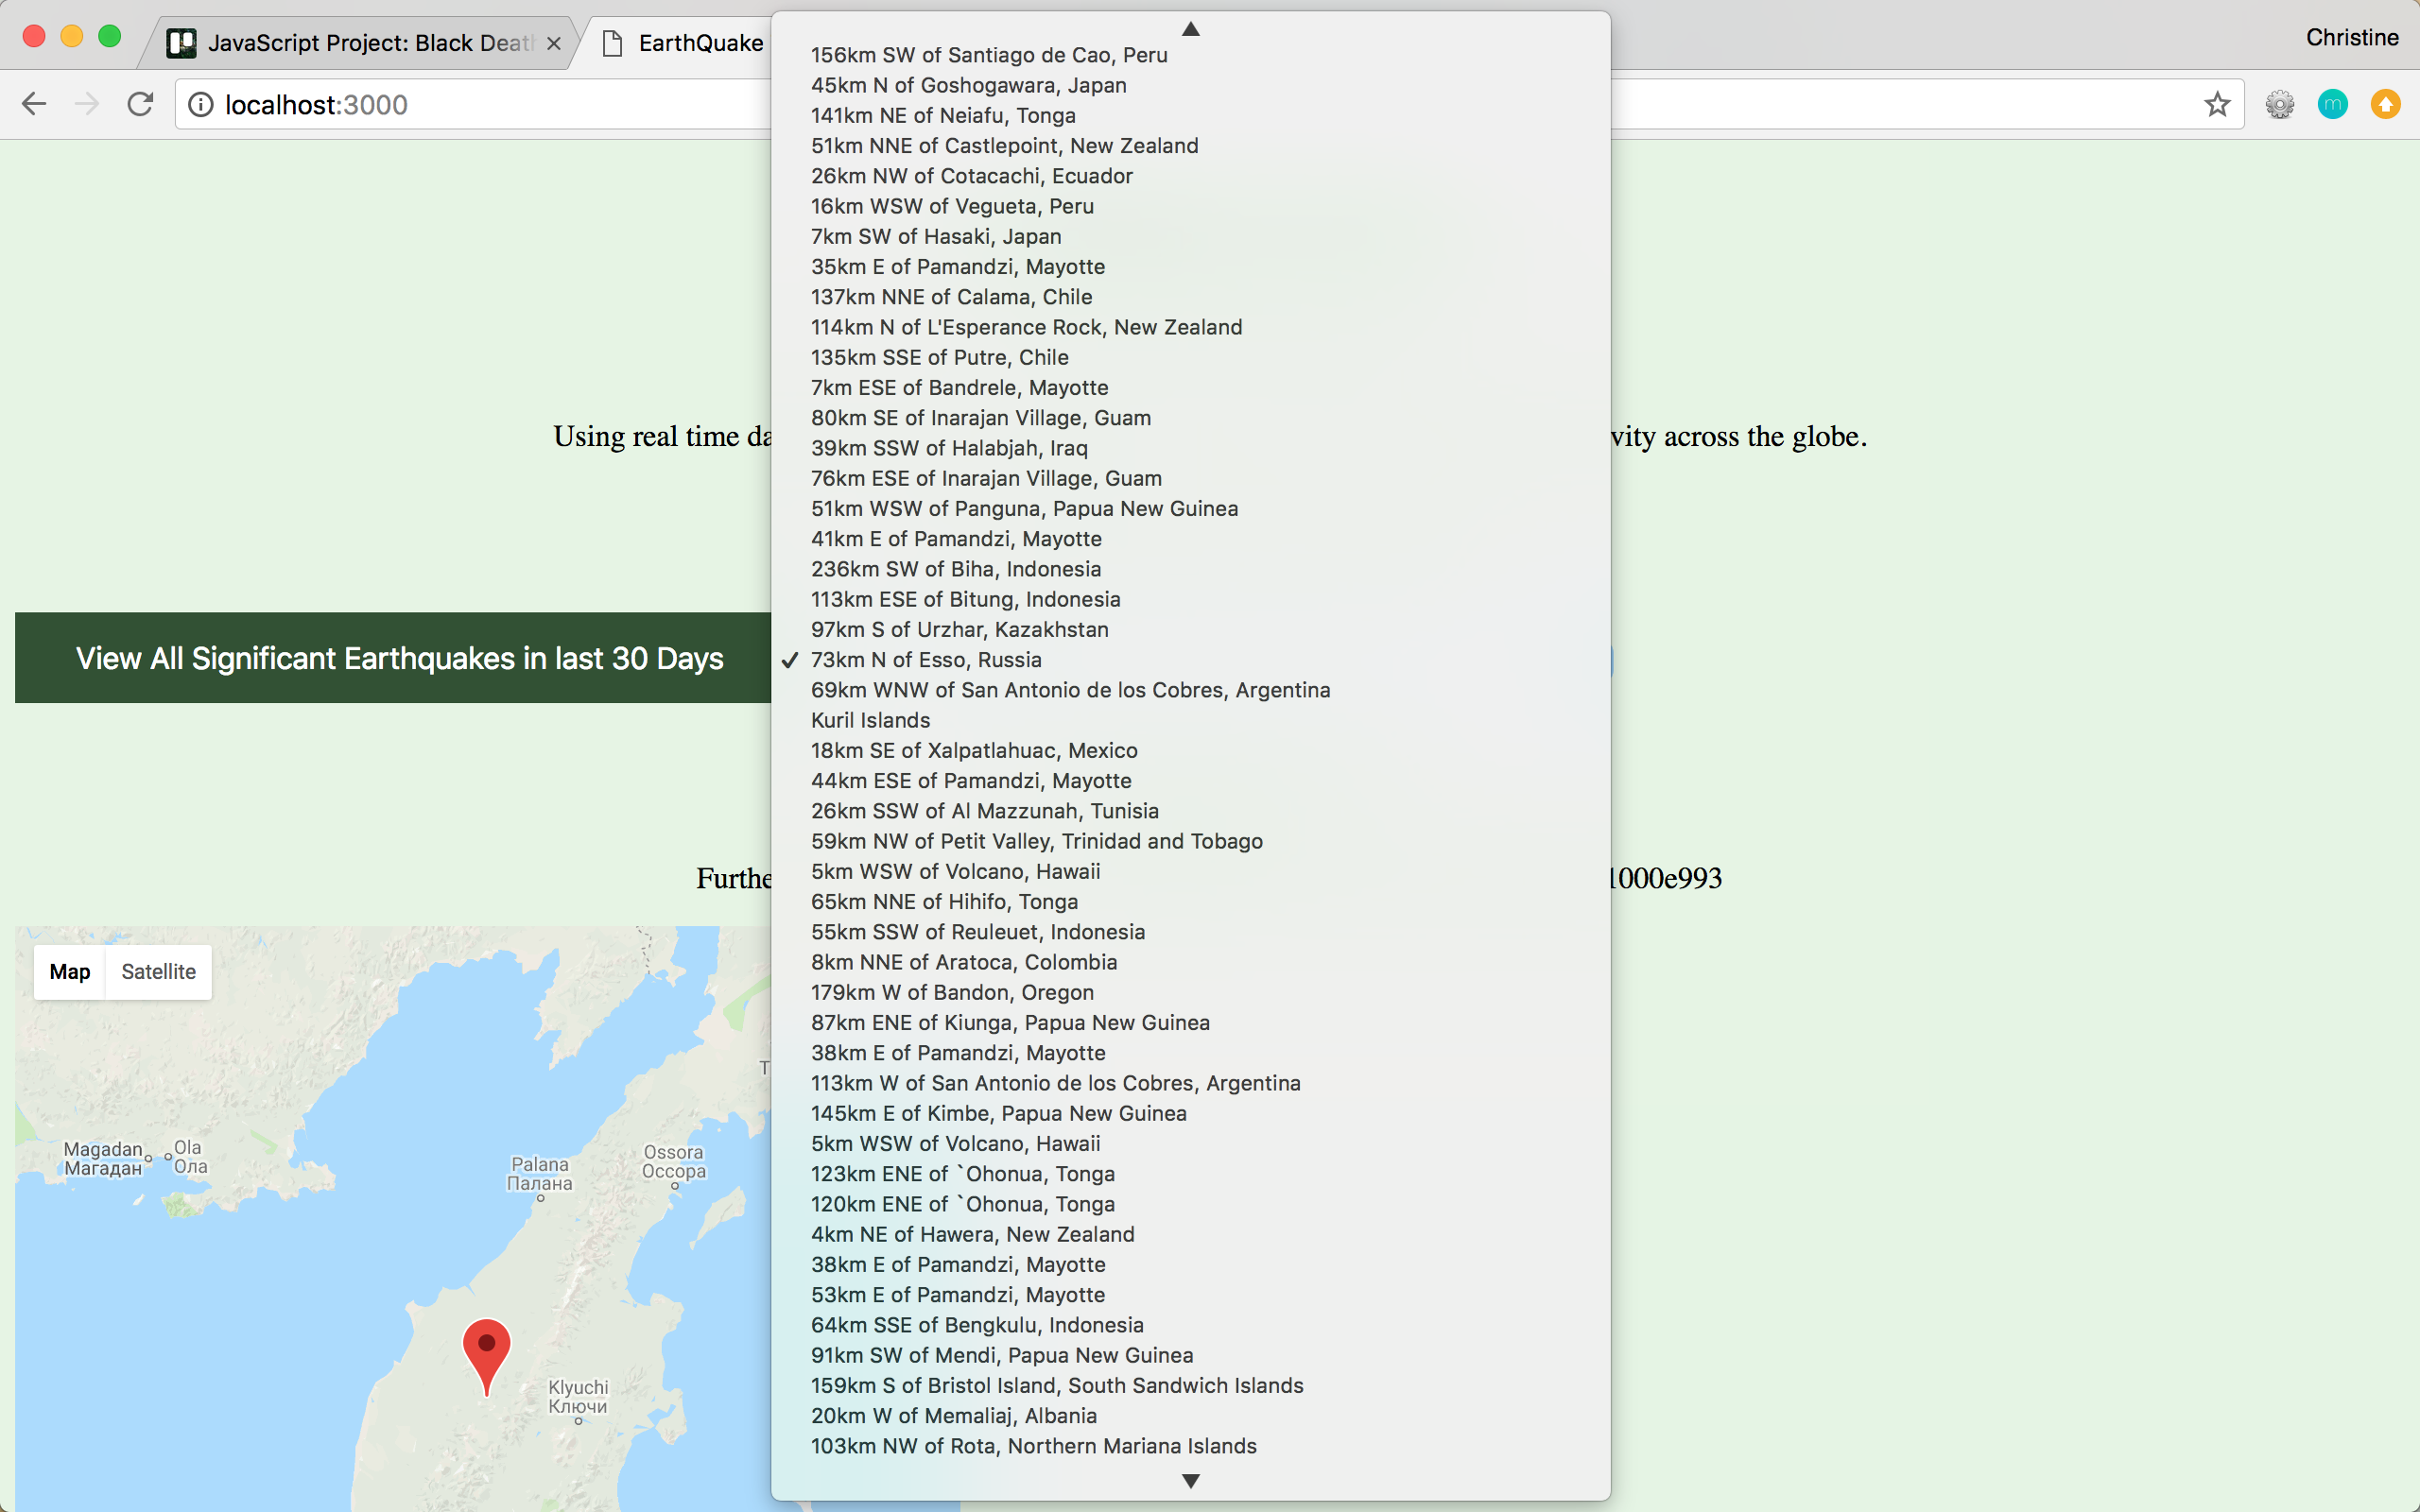 JavaScript Project: Black Deat
EarthQuake
Christine
localhost:3000
Using real time da
vity across the globe.
View All Significant Earthquakes in last 30 Days
Furthe
1000e993
156km SW of Santiago de Cao, Peru
45km N of Goshogawara, Japan
141km NE of Neiafu, Tonga
51km NNE of Castlepoint, New Zealand
26km NW of Cotacachi, Ecuador
16km WSW of Vegueta, Peru
7km SW of Hasaki, Japan
35km E of Pamandzi, Mayotte
137km NNE of Calama, Chile
114km N of L'Esperance Rock, New Zealand
135km SSE of Putre, Chile
7km ESE of Bandrele, Mayotte
80km SE of Inarajan Village, Guam
39km SSW of Halabjah, Iraq
76km ESE of Inarajan Village, Guam
51km WSW of Panguna, Papua New Guinea
41km E of Pamandzi, Mayotte
236km SW of Biha, Indonesia
113km ESE of Bitung, Indonesia
97km S of Urzhar, Kazakhstan
✓ 73km N of Esso, Russia
69km WNW of San Antonio de los Cobres, Argentina
Kuril Islands
18km SE of Xalpatlahuac, Mexico
44km ESE of Pamandzi, Mayotte
26km SSW of Al Mazzunah, Tunisia
59km NW of Petit Valley, Trinidad and Tobago
5km WSW of Volcano, Hawaii
65km NNE of Hihifo, Tonga
55km SSW of Reuleuet, Indonesia
8km NNE of Aratoca, Colombia
179km W of Bandon, Oregon
87km ENE of Kiunga, Papua New Guinea
38km E of Pamandzi, Mayotte
113km W of San Antonio de los Cobres, Argentina
145km E of Kimbe, Papua New Guinea
5km WSW of Volcano, Hawaii
123km ENE of `Ohonua, Tonga
120km ENE of `Ohonua, Tonga
4km NE of Hawera, New Zealand
38km E of Pamandzi, Mayotte
53km E of Pamandzi, Mayotte
64km SSE of Bengkulu, Indonesia
91km SW of Mendi, Papua New Guinea
159km S of Bristol Island, South Sandwich Islands
20km W of Memaliaj, Albania
103km NW of Rota, Northern Mariana Islands
Map
Satellite
T
Magadan
Магадан
Ola
Ола
Palana
Палана
Ossora
Оссора
Klyuchi
Ключи
m